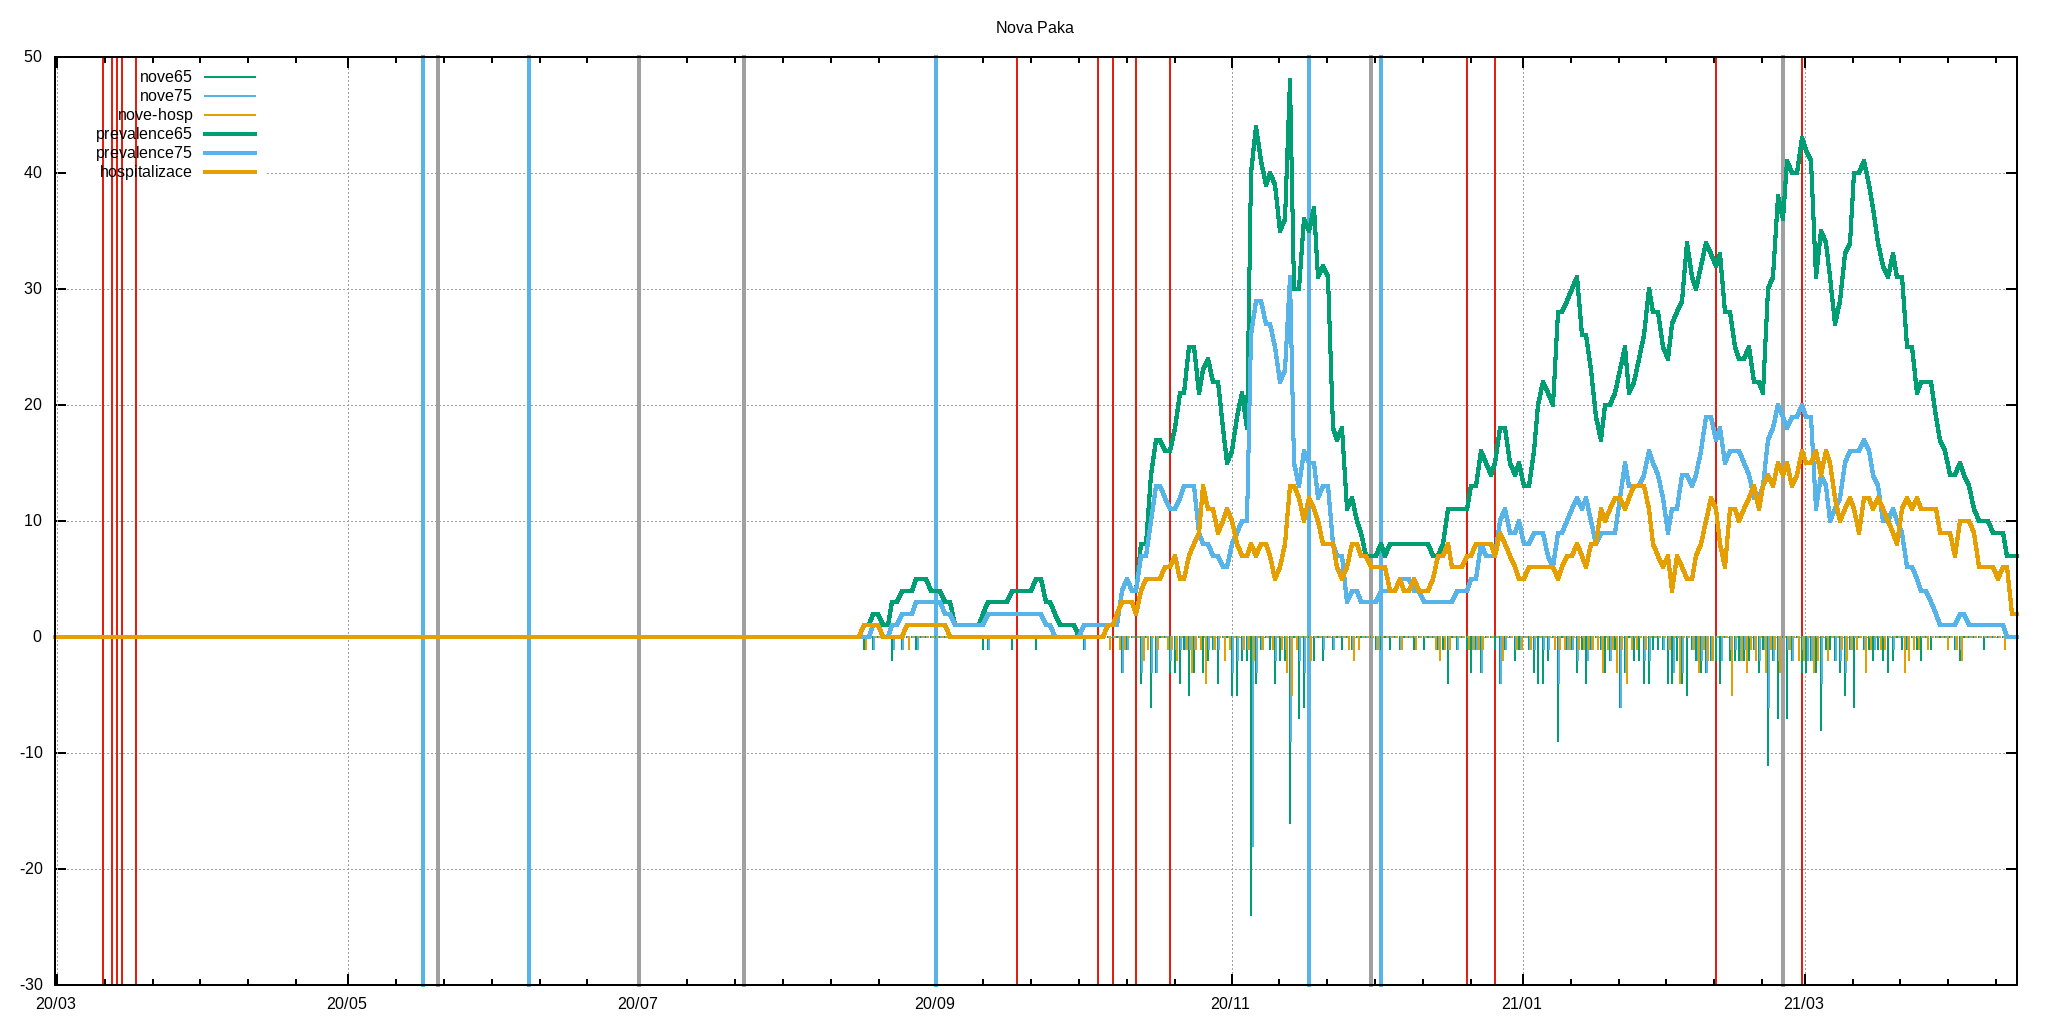 Nova Paka
50
nove65
nove75
nove-hosp
prevalence65
prevalence75
hospitalizace
40
30
20
10
0
-10
-20
-30
20/03 20/05 20/07 20/09 20/11 21/01 21/03